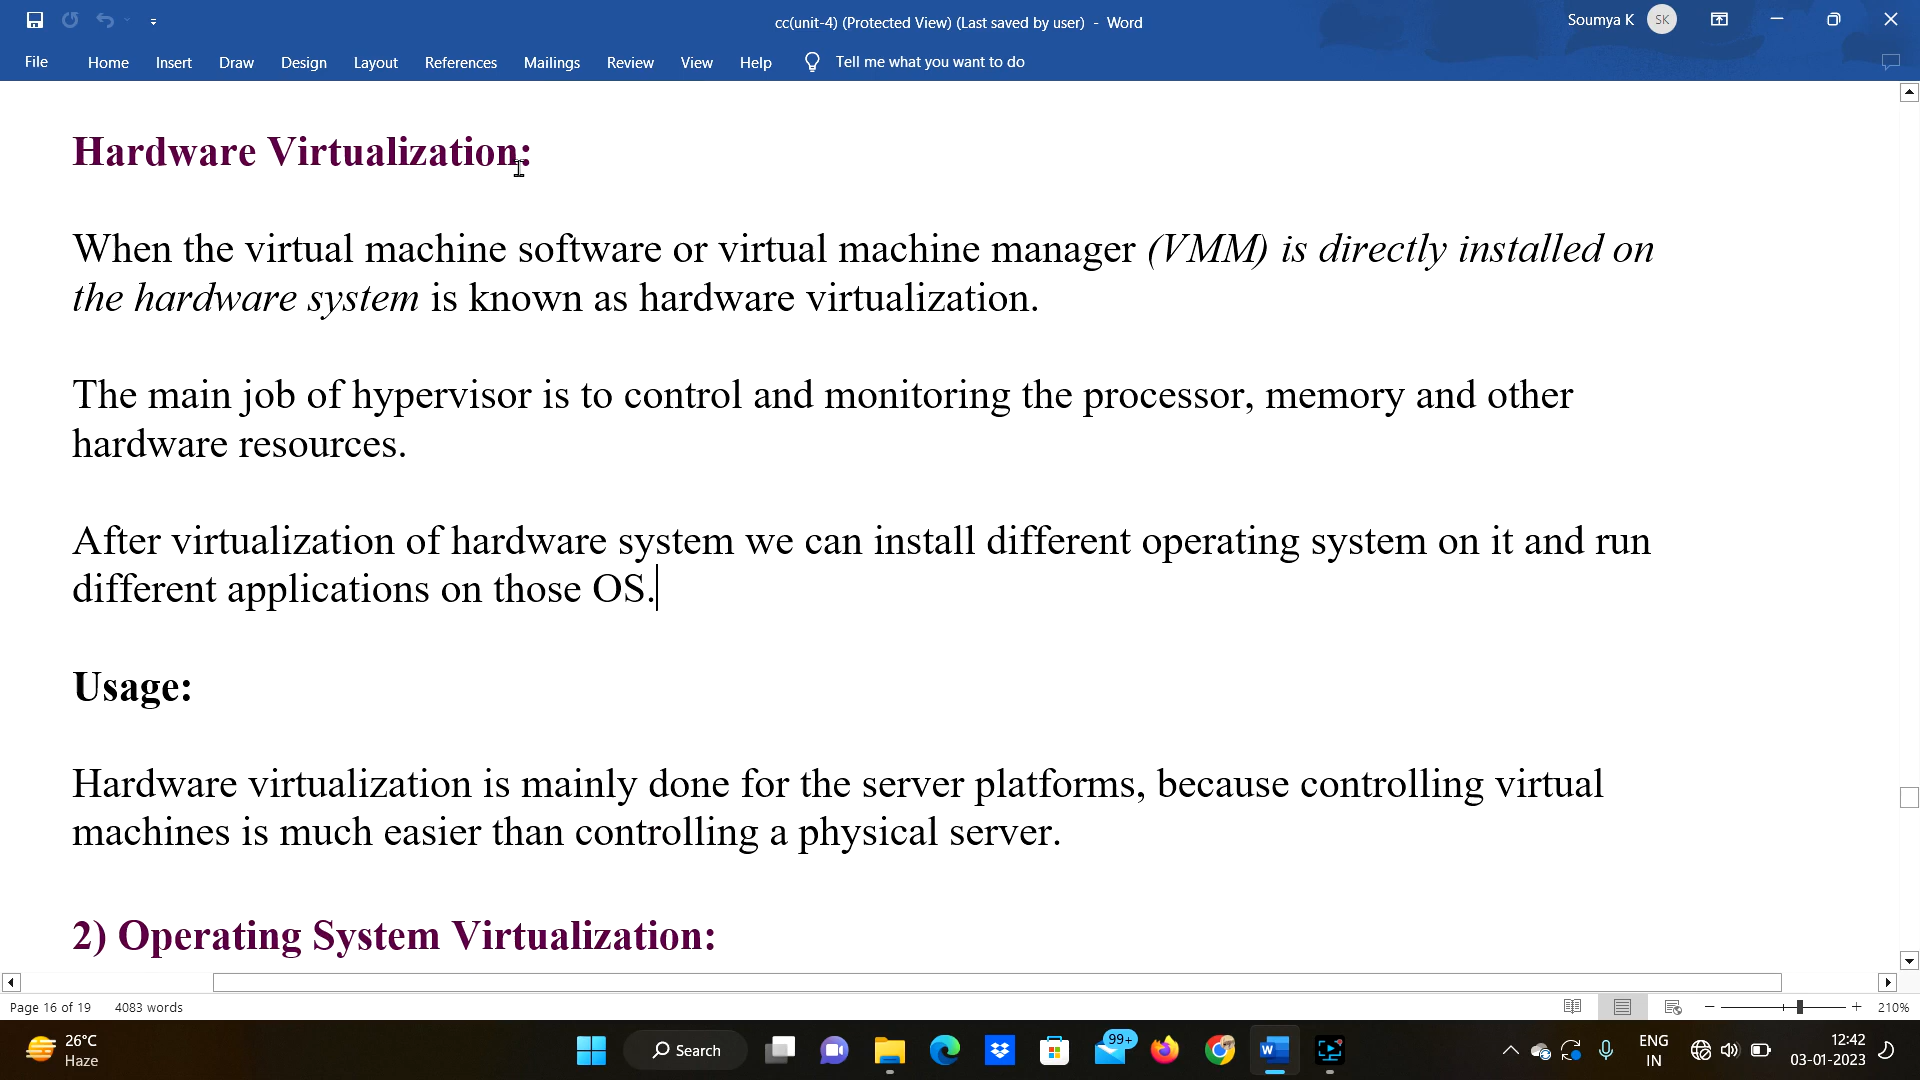 cc(unit-4) (Protected View) (Last saved by user) - Word
Soumya K
SK
File Home Insert Draw Design Layout References Mailings Review View Help Tell me what you want to do
Hardware Virtualization:
When the virtual machine software or virtual machine manager (VMM) is directly installed on
the hardware system is known as hardware virtualization.
The main job of hypervisor is to control and monitoring the processor, memory and other
hardware resources.
After virtualization of hardware system we can install different operating system on it and run
different applications on those OS.
Usage:
Hardware virtualization is mainly done for the server platforms, because controlling virtual
machines is much easier than controlling a physical server.
2) Operating System Virtualization:
Page 16 of 19 4083 words
210%
26°C
Haze
Search
99+
ENG
IN
12:42
03-01-2023